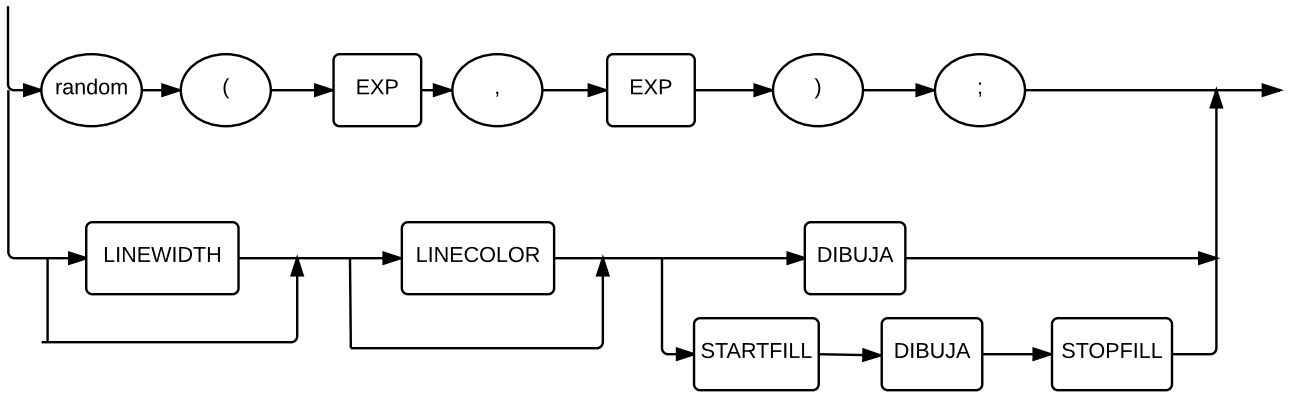 random ( EXP , EXP ) ;
LINEWIDTH LINECOLOR DIBUJA
STARTFILL DIBUJA STOPFILL